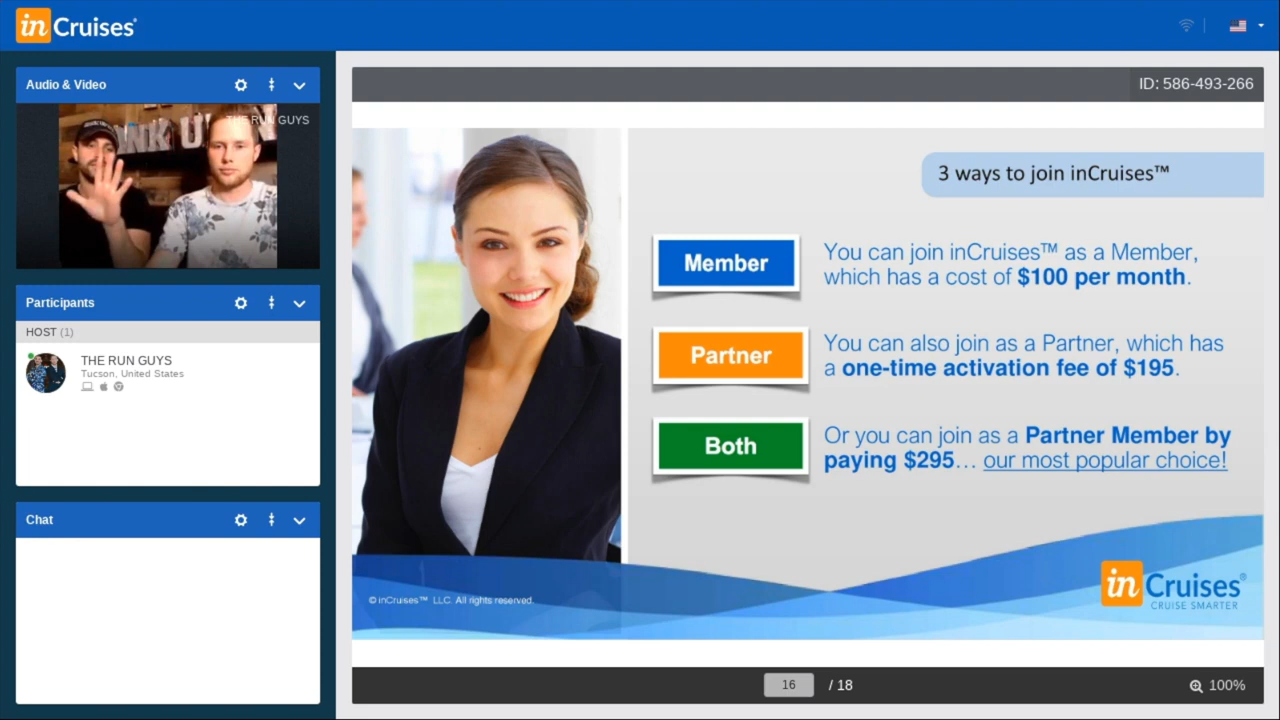 in Cruises®
Audio & Video
THE RUN GUYS
Participants
HOST (1)
THE RUN GUYS
Tucson, United States
Chat
ID: 586-493-266
3 ways to join inCruises™
Member
You can join inCruises™ as a Member,
which has a cost of $100 per month.
Partner
You can also join as a Partner, which has
a one-time activation fee of $195.
Both
Or you can join as a Partner Member by
paying $295… our most popular choice!
© inCruises™ LLC. All rights reserved.
in Cruises®
CRUISE SMARTER
16 / 18
100%